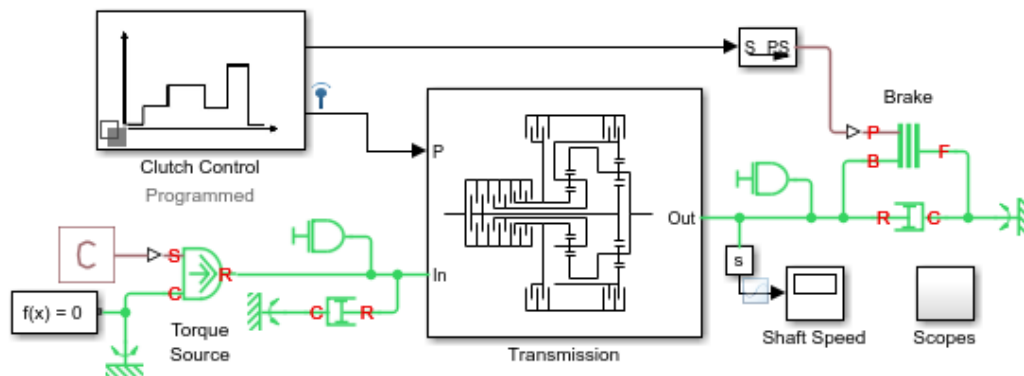 S PS
Brake
P
B
F
Clutch Control
Programmed
P
Out
R
C
C
S
C
R
In
C
R
s
f(x) = 0
Torque
Source
Transmission
Shaft Speed
Scopes